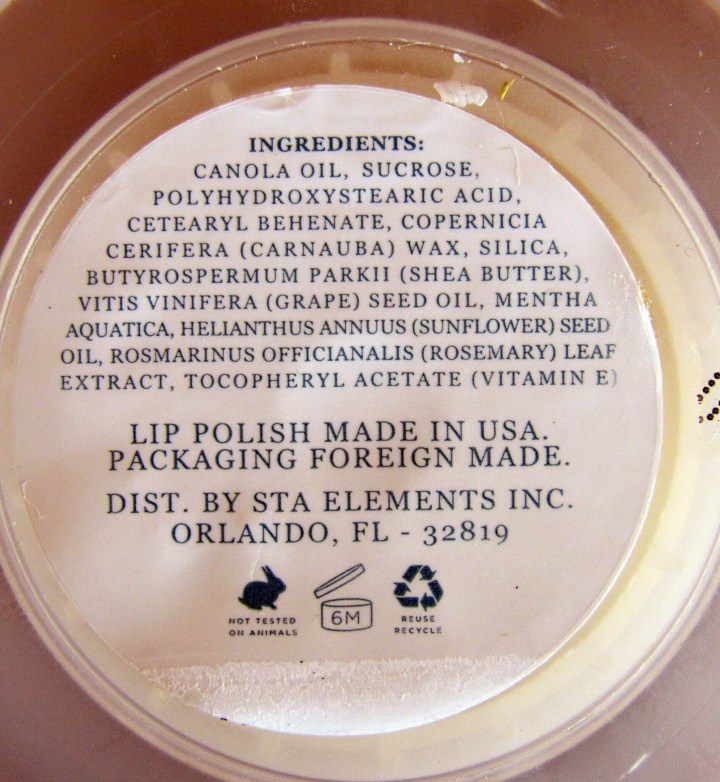 INGREDIENTS:
CANOLA OIL, SUCROSE,
POLYHYDROXYSTEARIC ACID,
CETEARYL BEHENATE, COPERNICIA
CERIFERA (CARNAUBA) WAX, SILICA,
BUTYROSPERMUM PARKII (SHEA BUTTER),
VITIS VINIFERA (GRAPE) SEED OIL, MENTHA
AQUATICA, HELIANTHUS ANNUUS (SUNFLOWER) SEED
OIL, ROSMARINUS OFFICIANALIS (ROSEMARY) LEAF
EXTRACT, TOCOPHERYL ACETATE (VITAMIN E)
LIP POLISH MADE IN USA.
PACKAGING FOREIGN MADE.
DIST. BY STA ELEMENTS INC.
ORLANDO, FL - 32819
6M
NOT TESTED
ON ANIMALS
REUSE
RECYCLE